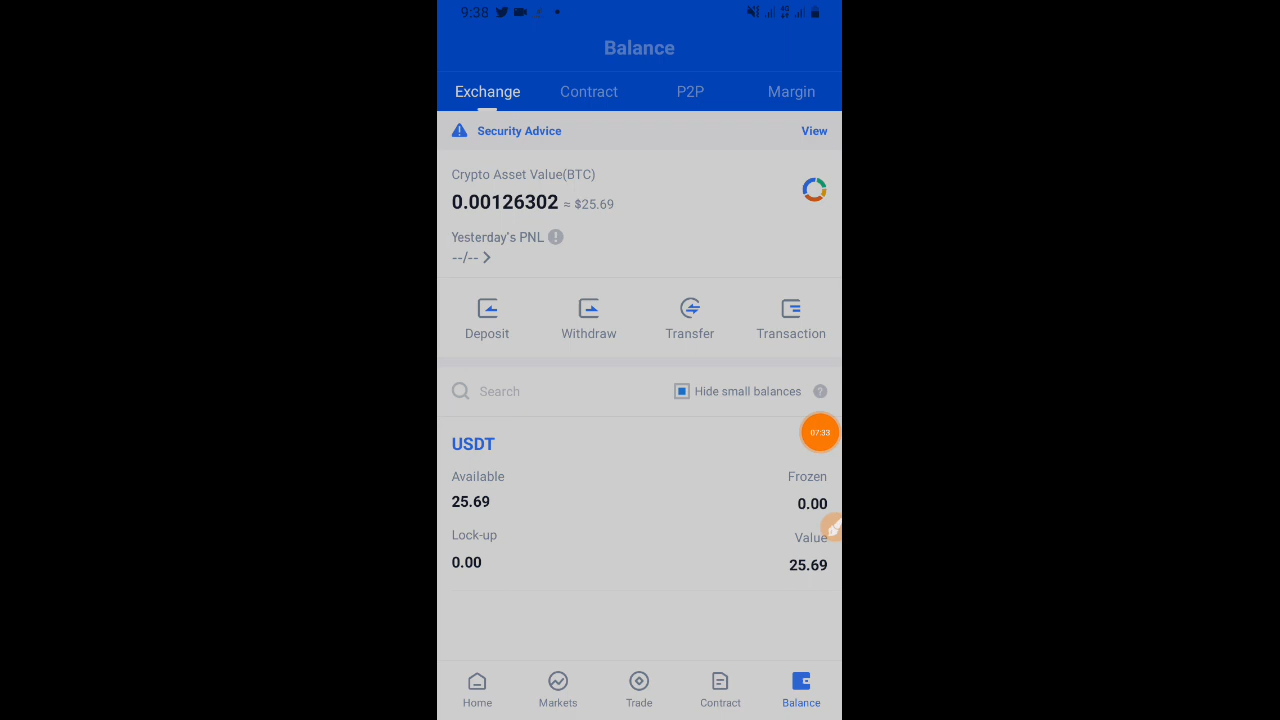 9:38
Balance
Exchange Contract P2P Margin
Security Advice View
Crypto Asset Value(BTC)
0.00126302 ≈ $25.69
Yesterday's PNL
--/--
Deposit Withdraw Transfer Transaction
Search Hide small balances
07:33
USDT
Available Frozen
25.69 0.00
Lock-up Value
0.00 25.69
Home Markets Trade Contract Balance